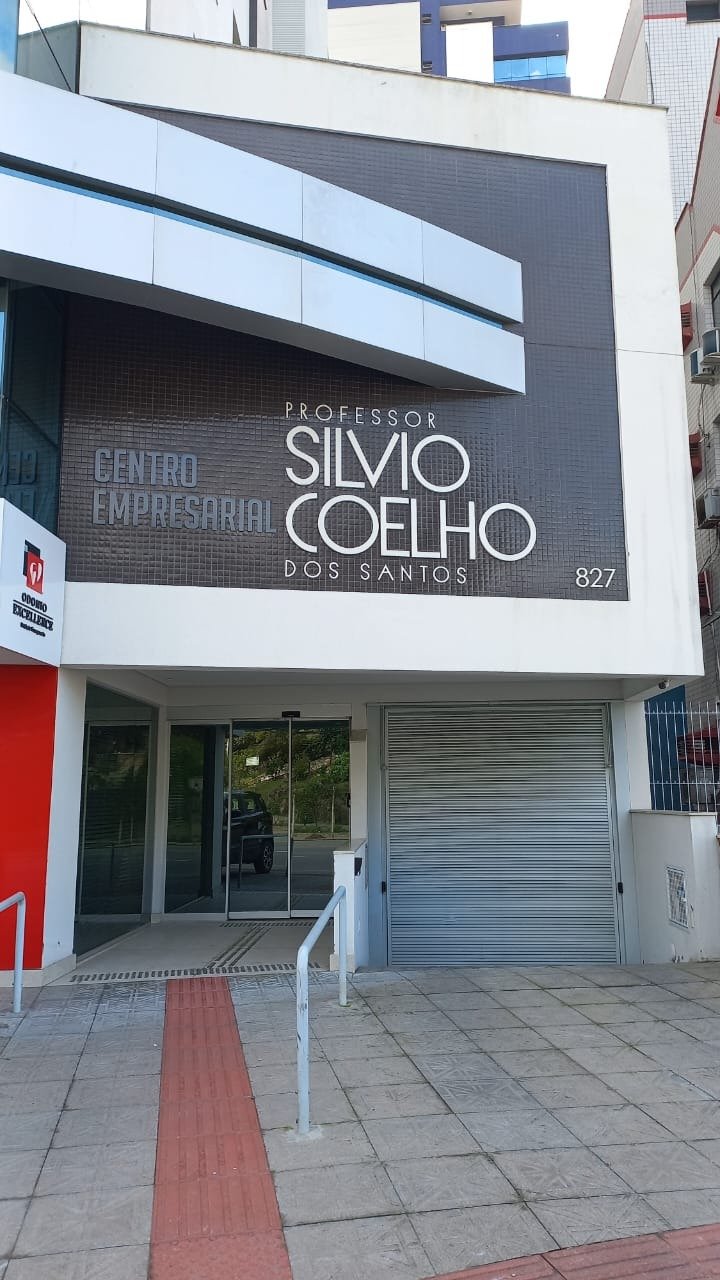 PROFESSOR
SILVIO
COELHO
DOS SANTOS
CENTRO
EMPRESARIAL
827
ODONTO
EXCELLENCE